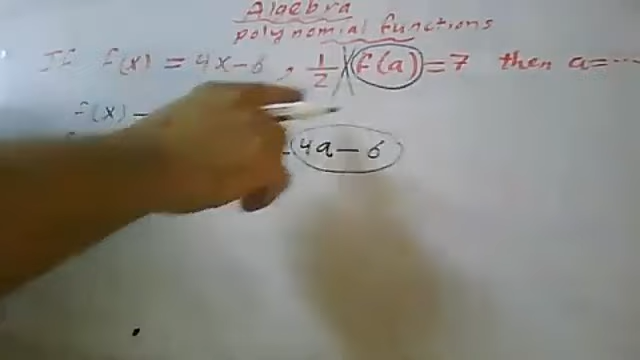 Algebra
polynomial functions
If f(x) = 4x-6 , 1/2 f(a) = 7 then a=...
f(x) =
4a - 6